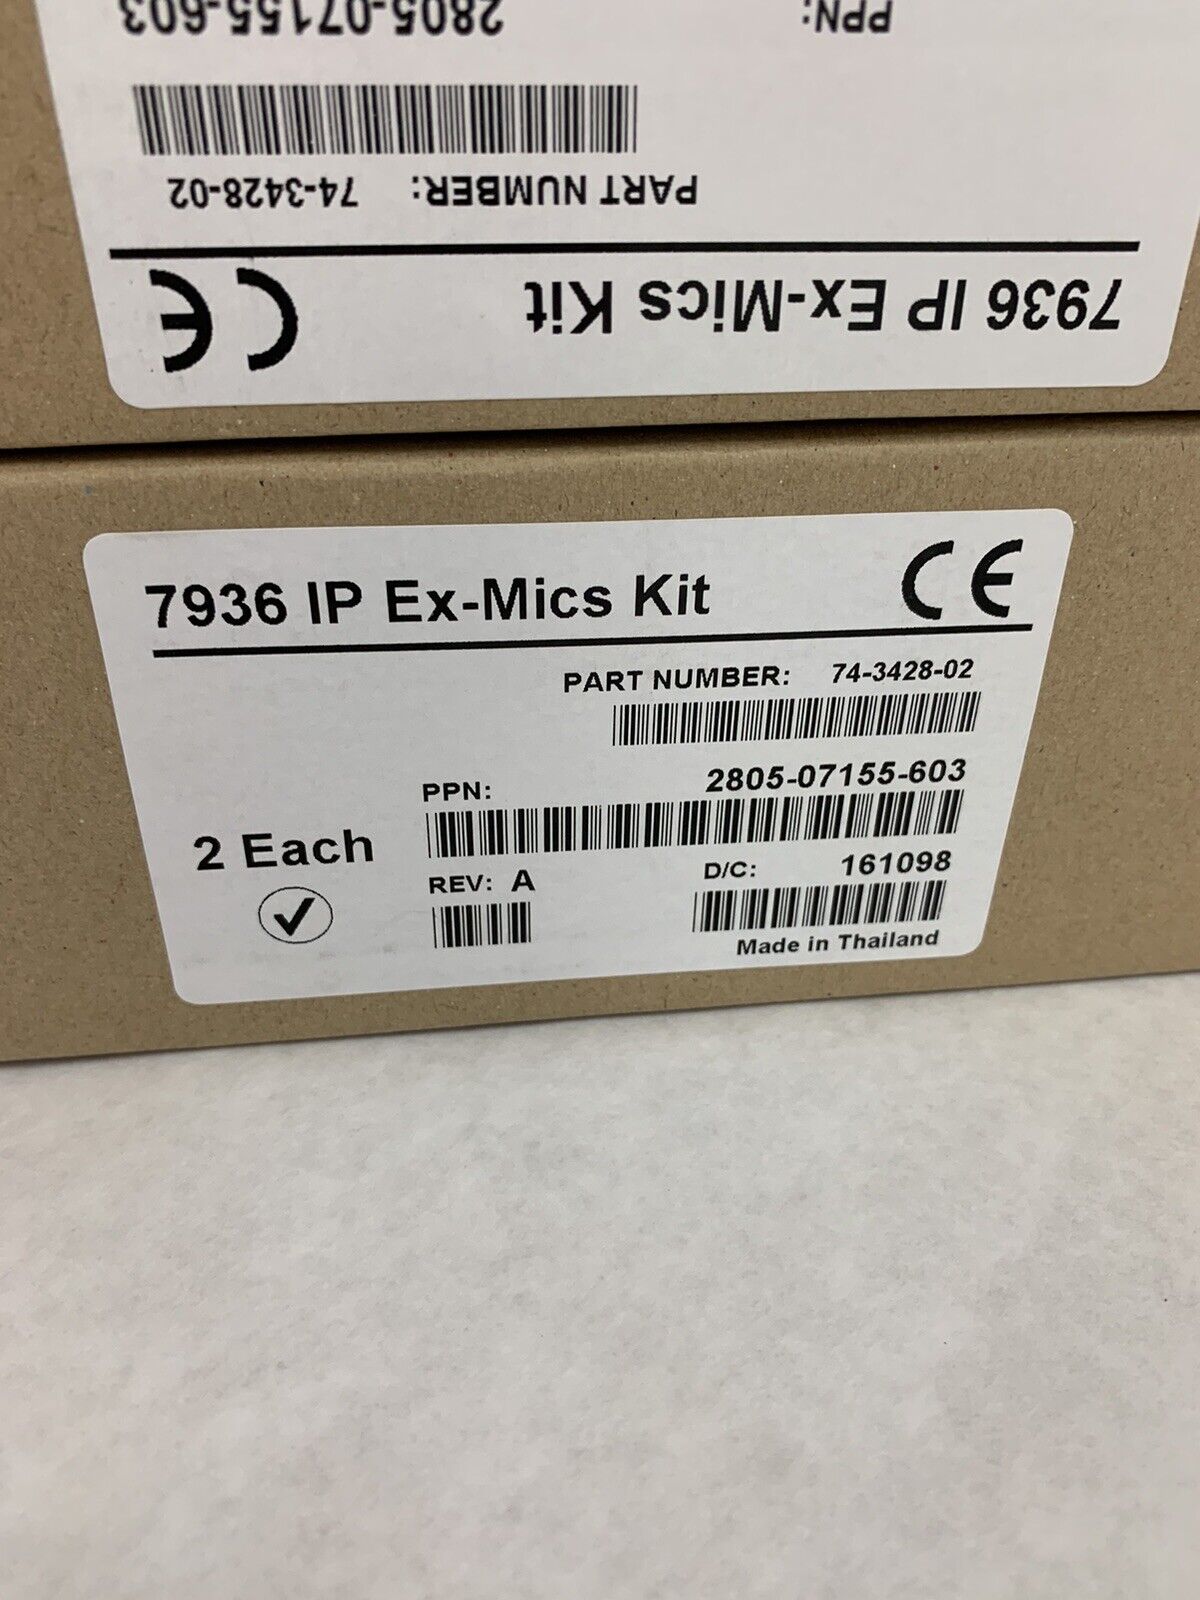 PPN: 2805-07155-603
PART NUMBER: 74-3428-02
7936 IP Ex-Mics Kit CE
7936 IP Ex-Mics Kit CE
PART NUMBER: 74-3428-02
PPN: 2805-07155-603
2 Each
REV: A D/C: 161098
Made in Thailand